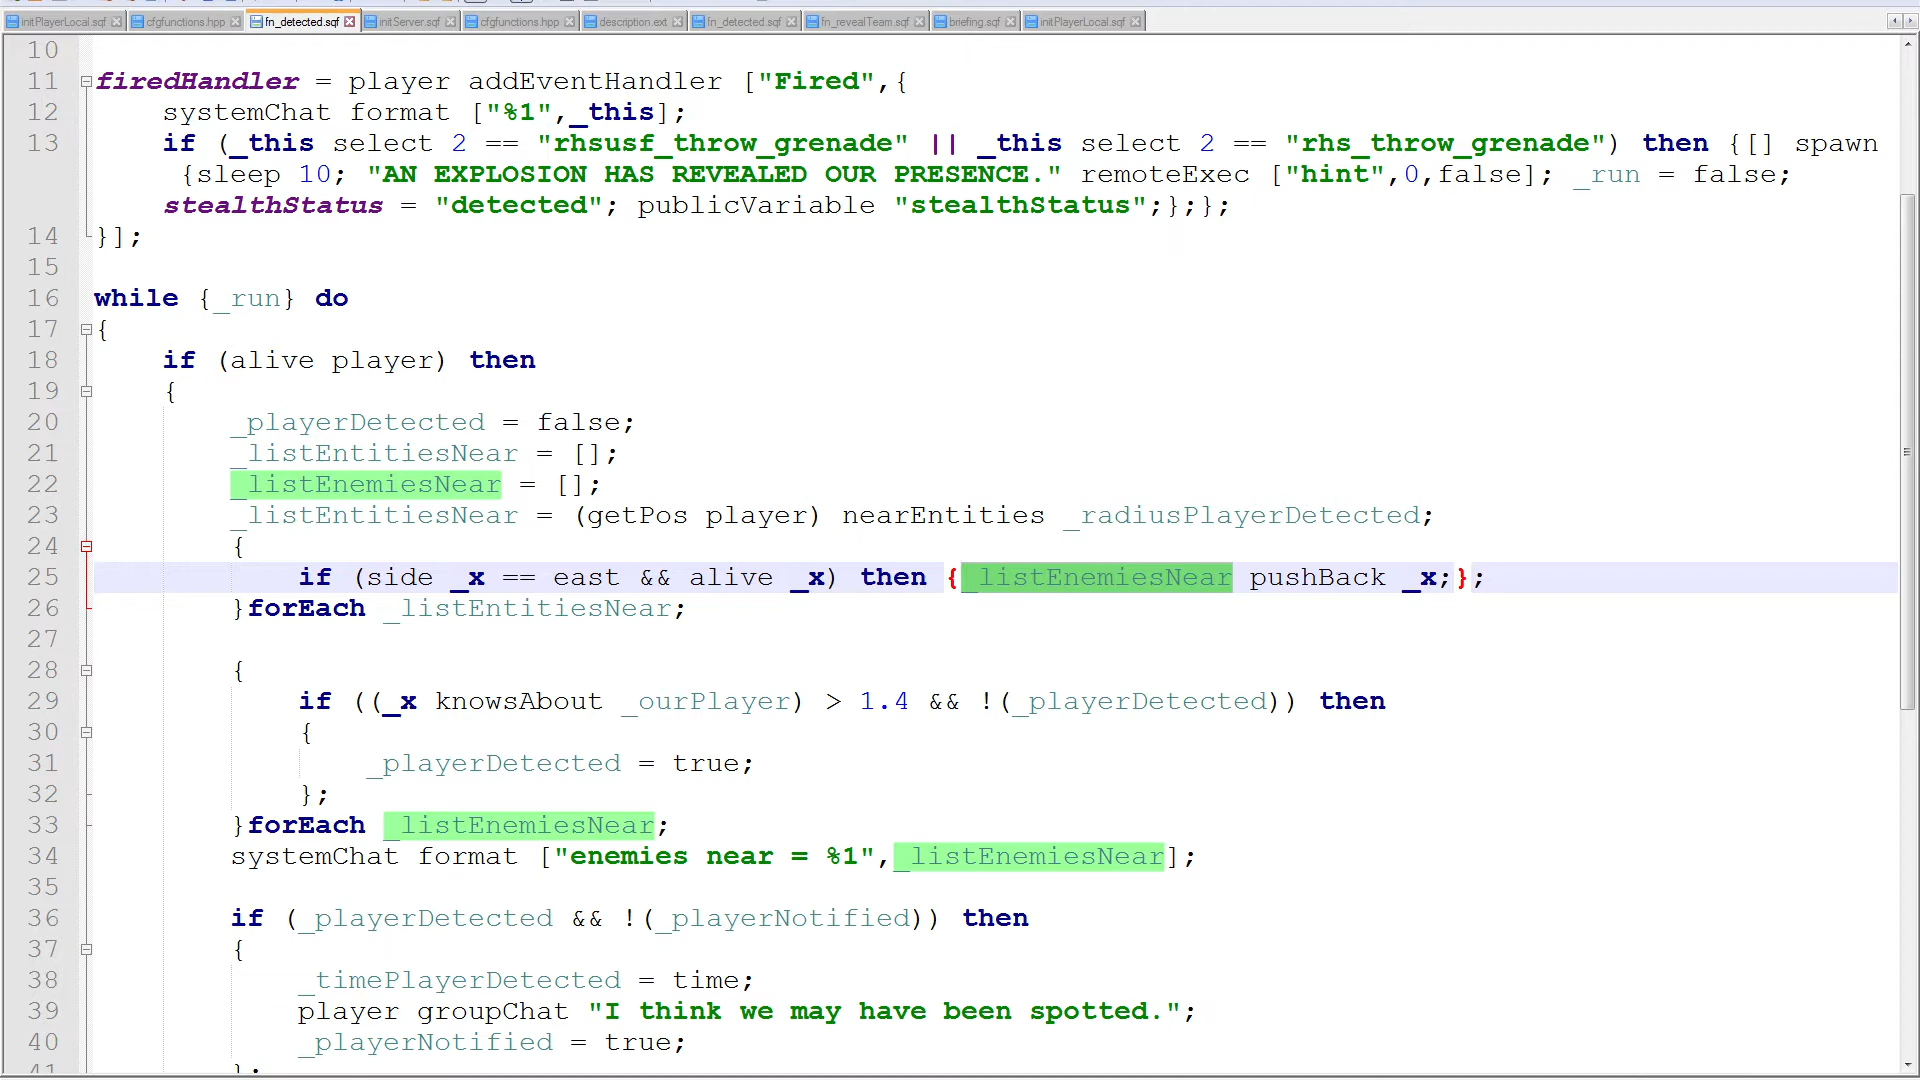 initPlayerLocal.sqf cfgfunctions.hpp fn_detected.sqf initServer.sqf cfgfunctions.hpp description.ext fn_detected.sqf fn_revealTeam.sqf briefing.sqf initPlayerLocal.sqf
10
11 firedHandler = player addEventHandler ["Fired",{
12 systemChat format ["%1",_this];
13 if (_this select 2 == "rhsusf_throw_grenade" || _this select 2 == "rhs_throw_grenade") then {[] spawn
{sleep 10; "AN EXPLOSION HAS REVEALED OUR PRESENCE." remoteExec ["hint",0,false]; _run = false;
stealthStatus = "detected"; publicVariable "stealthStatus";};};
14 }];
15
16 while {_run} do
17 {
18 if (alive player) then
19 {
20 _playerDetected = false;
21 _listEntitiesNear = [];
22 _listEnemiesNear = [];
23 _listEntitiesNear = (getPos player) nearEntities _radiusPlayerDetected;
24 {
25 if (side _x == east && alive _x) then {_listEnemiesNear pushBack _x;};
26 }forEach _listEntitiesNear;
27
28 {
29 if ((_x knowsAbout _ourPlayer) > 1.4 && !(_playerDetected)) then
30 {
31 _playerDetected = true;
32 };
33 }forEach _listEnemiesNear;
34 systemChat format ["enemies near = %1",_listEnemiesNear];
35
36 if (_playerDetected && !(_playerNotified)) then
37 {
38 _timePlayerDetected = time;
39 player groupChat "I think we may have been spotted.";
40 _playerNotified = true;
41 };